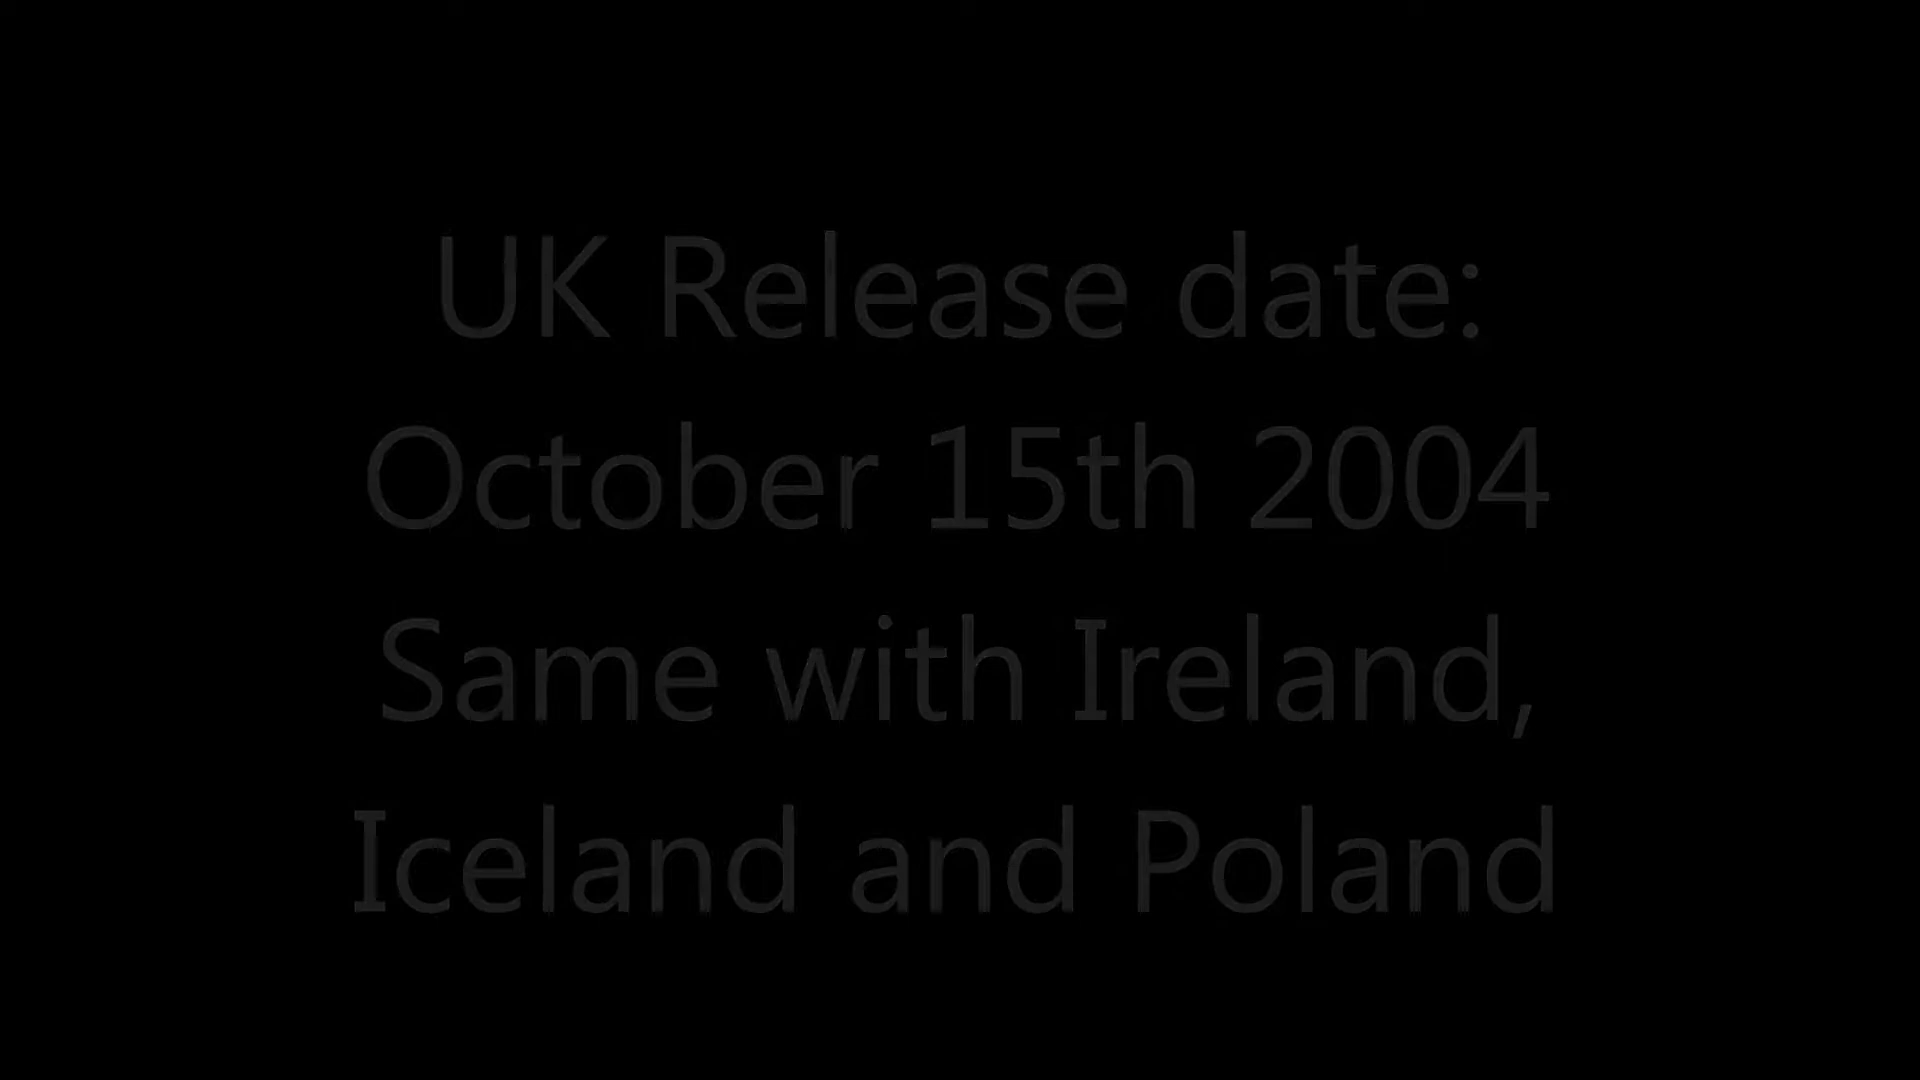 UK Release date:
October 15th 2004
Same with Ireland,
Iceland and Poland